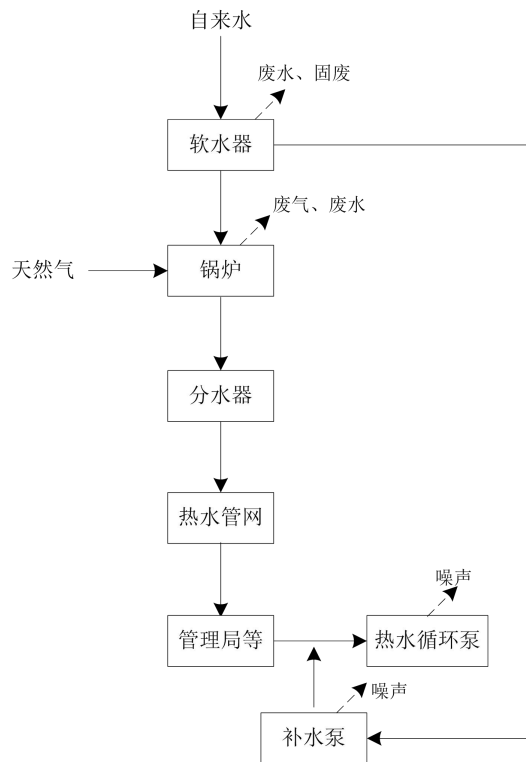 自来水
废水、固废
软水器
废气、废水
天然气
锅炉
分水器
热水管网
噪声
管理局等
热水循环泵
噪声
补水泵